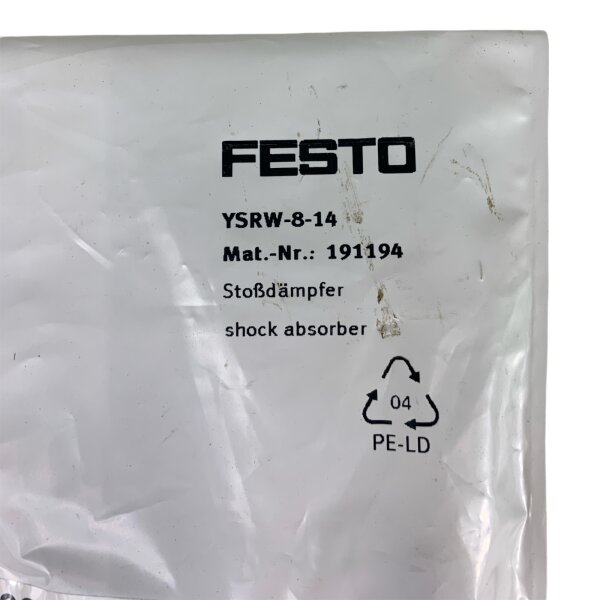 FESTO
YSRW-8-14
Mat.-Nr.: 191194
Stoßdämpfer
shock absorber
04
PE-LD